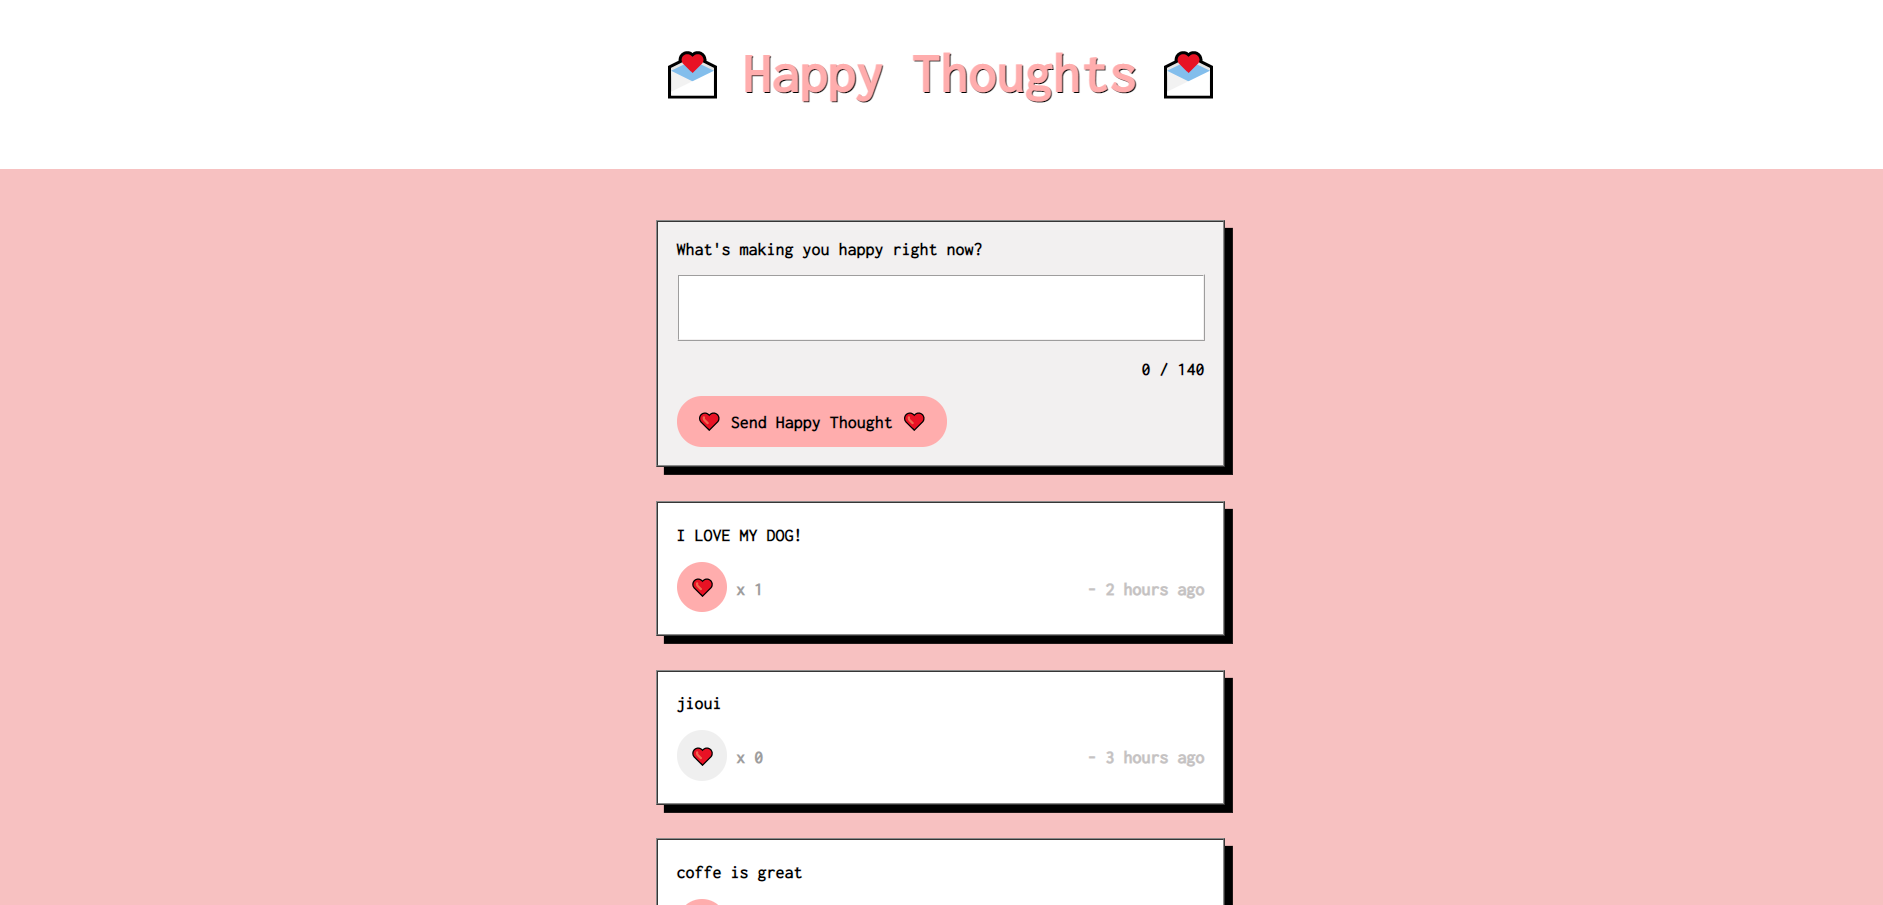 Happy Thoughts
What's making you happy right now?
0 / 140
Send Happy Thought
I LOVE MY DOG!
x 1
- 2 hours ago
jioui
x 0
- 3 hours ago
coffe is great